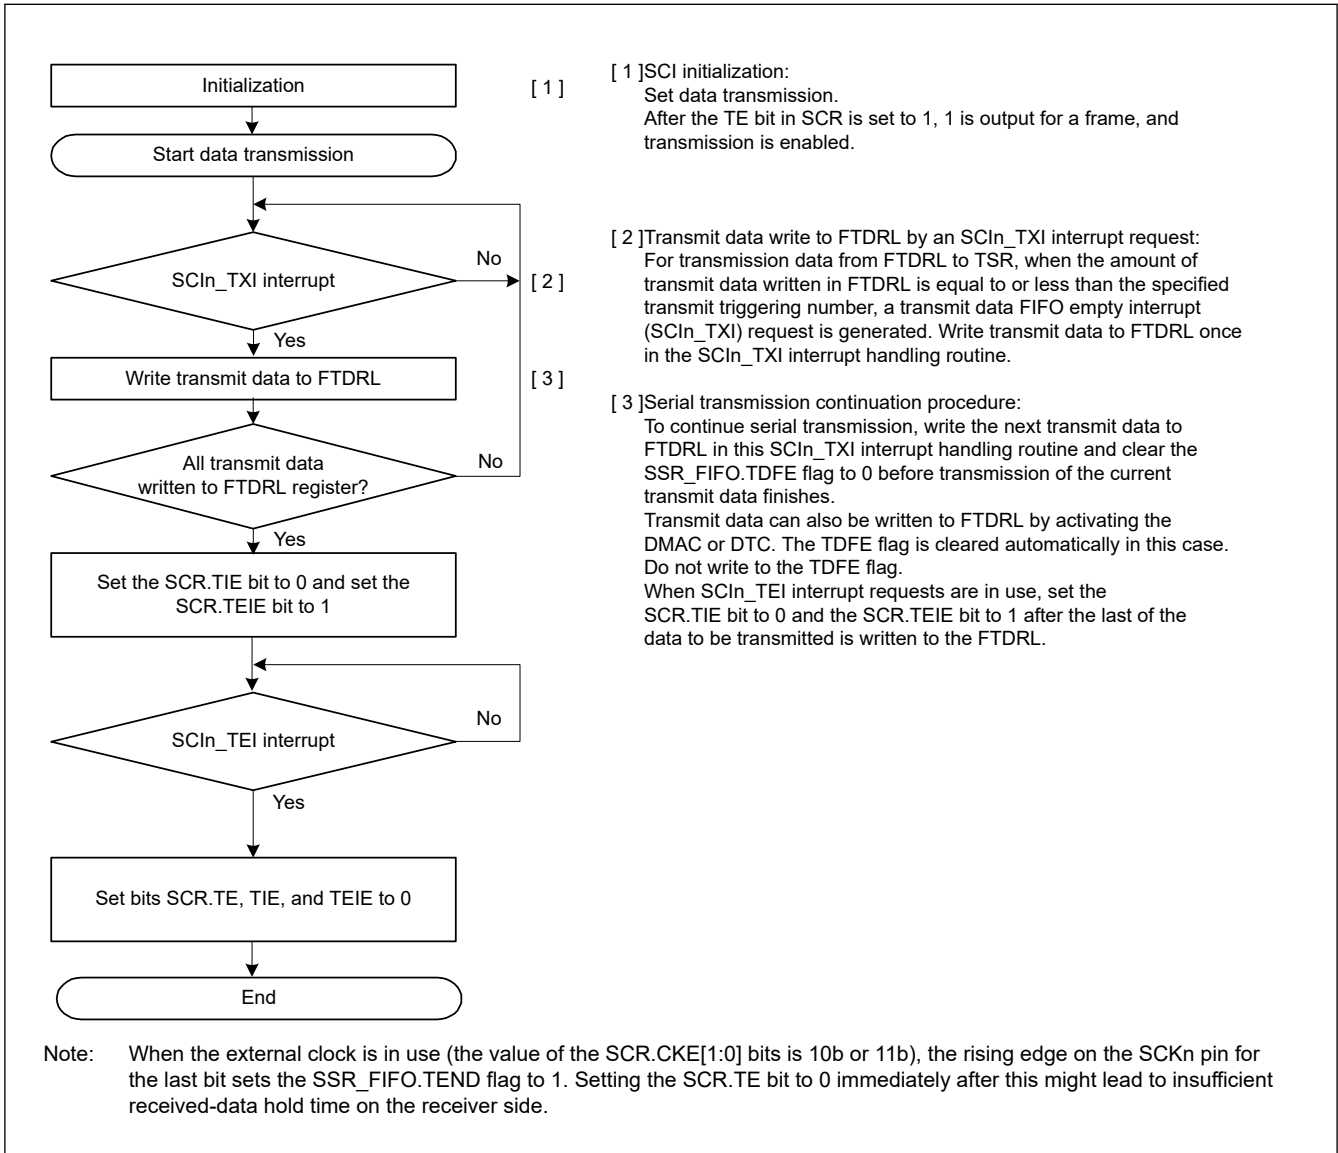 Initialization
[ 1 ]
Start data transmission
SCIn_TXI interrupt
No
[ 2 ]
Yes
Write transmit data to FTDRL
[ 3 ]
All transmit data
written to FTDRL register?
No
Yes
Set the SCR.TIE bit to 0 and set the
SCR.TEIE bit to 1
SCIn_TEI interrupt
No
Yes
Set bits SCR.TE, TIE, and TEIE to 0
End
[ 1 ]SCI initialization:
Set data transmission.
After the TE bit in SCR is set to 1, 1 is output for a frame, and
transmission is enabled.
[ 2 ]Transmit data write to FTDRL by an SCIn_TXI interrupt request:
For transmission data from FTDRL to TSR, when the amount of
transmit data written in FTDRL is equal to or less than the specified
transmit triggering number, a transmit data FIFO empty interrupt
(SCIn_TXI) request is generated. Write transmit data to FTDRL once
in the SCIn_TXI interrupt handling routine.
[ 3 ]Serial transmission continuation procedure:
To continue serial transmission, write the next transmit data to
FTDRL in this SCIn_TXI interrupt handling routine and clear the
SSR_FIFO.TDFE flag to 0 before transmission of the current
transmit data finishes.
Transmit data can also be written to FTDRL by activating the
DMAC or DTC. The TDFE flag is cleared automatically in this case.
Do not write to the TDFE flag.
When SCIn_TEI interrupt requests are in use, set the
SCR.TIE bit to 0 and the SCR.TEIE bit to 1 after the last of the
data to be transmitted is written to the FTDRL.
Note: When the external clock is in use (the value of the SCR.CKE[1:0] bits is 10b or 11b), the rising edge on the SCKn pin for
the last bit sets the SSR_FIFO.TEND flag to 1. Setting the SCR.TE bit to 0 immediately after this might lead to insufficient
received-data hold time on the receiver side.